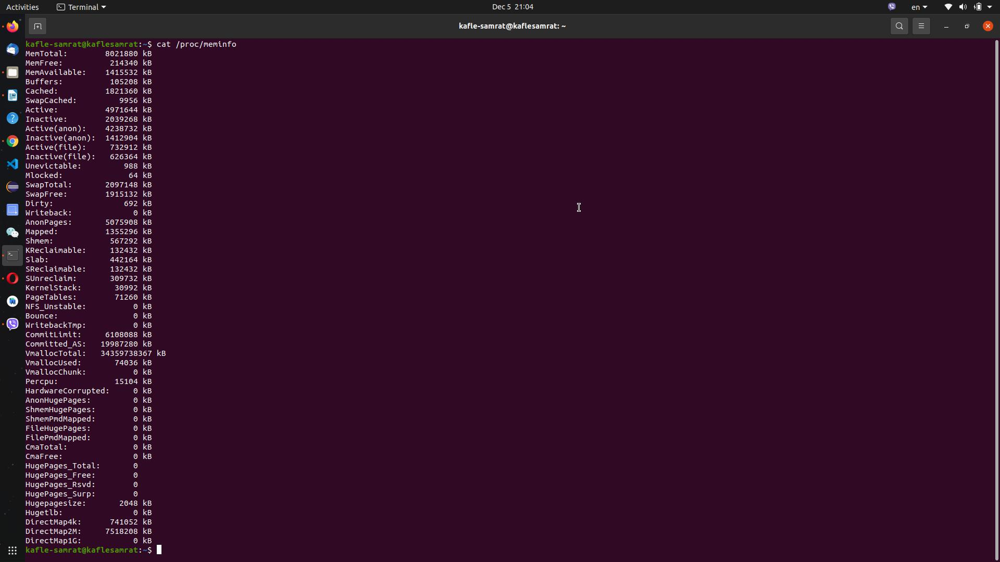 Activities
Terminal
Dec 5 21:04
en
kafle-samrat@kaflesamrat: ~
kafle-samrat@kaflesamrat:~$ cat /proc/meminfo
MemTotal: 8021880 kB
MemFree: 214340 kB
MemAvailable: 1415532 kB
Buffers: 105208 kB
Cached: 1821360 kB
SwapCached: 9956 kB
Active: 4971644 kB
Inactive: 2039268 kB
Active(anon): 4238732 kB
Inactive(anon): 1412904 kB
Active(file): 732912 kB
Inactive(file): 626364 kB
Unevictable: 988 kB
Mlocked: 64 kB
SwapTotal: 2097148 kB
SwapFree: 1915132 kB
Dirty: 692 kB
Writeback: 0 kB
AnonPages: 5075908 kB
Mapped: 1355296 kB
Shmem: 567292 kB
KReclaimable: 132432 kB
Slab: 442164 kB
SReclaimable: 132432 kB
SUnreclaim: 309732 kB
KernelStack: 30992 kB
PageTables: 71260 kB
NFS_Unstable: 0 kB
Bounce: 0 kB
WritebackTmp: 0 kB
CommitLimit: 6108088 kB
Committed_AS: 19987280 kB
VmallocTotal: 34359738367 kB
VmallocUsed: 74036 kB
VmallocChunk: 0 kB
Percpu: 15104 kB
HardwareCorrupted: 0 kB
AnonHugePages: 0 kB
ShmemHugePages: 0 kB
ShmemPmdMapped: 0 kB
FileHugePages: 0 kB
FilePmdMapped: 0 kB
CmaTotal: 0 kB
CmaFree: 0 kB
HugePages_Total: 0
HugePages_Free: 0
HugePages_Rsvd: 0
HugePages_Surp: 0
Hugepagesize: 2048 kB
Hugetlb: 0 kB
DirectMap4k: 741052 kB
DirectMap2M: 7518208 kB
DirectMap1G: 0 kB
kafle-samrat@kaflesamrat:~$